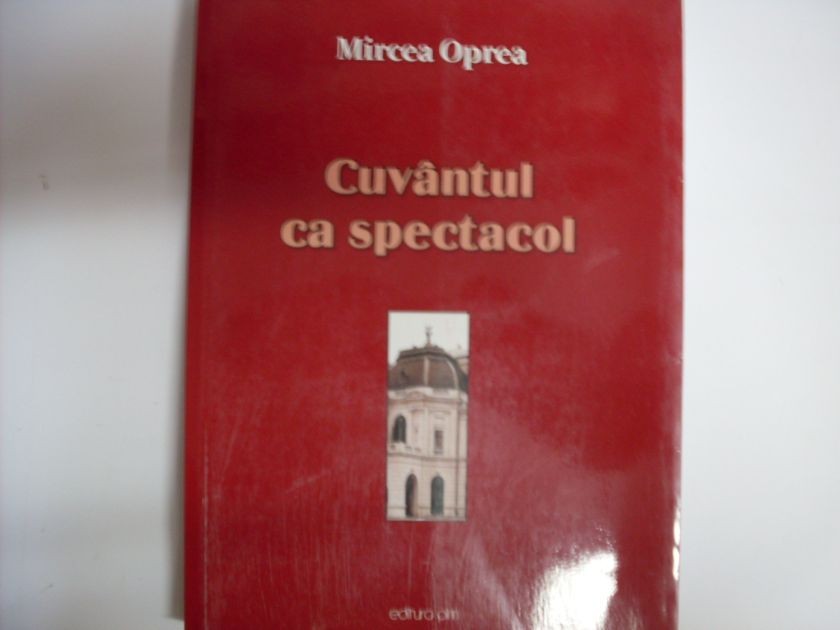 Mircea Oprea
Cuvântul
ca spectacol
editura pim